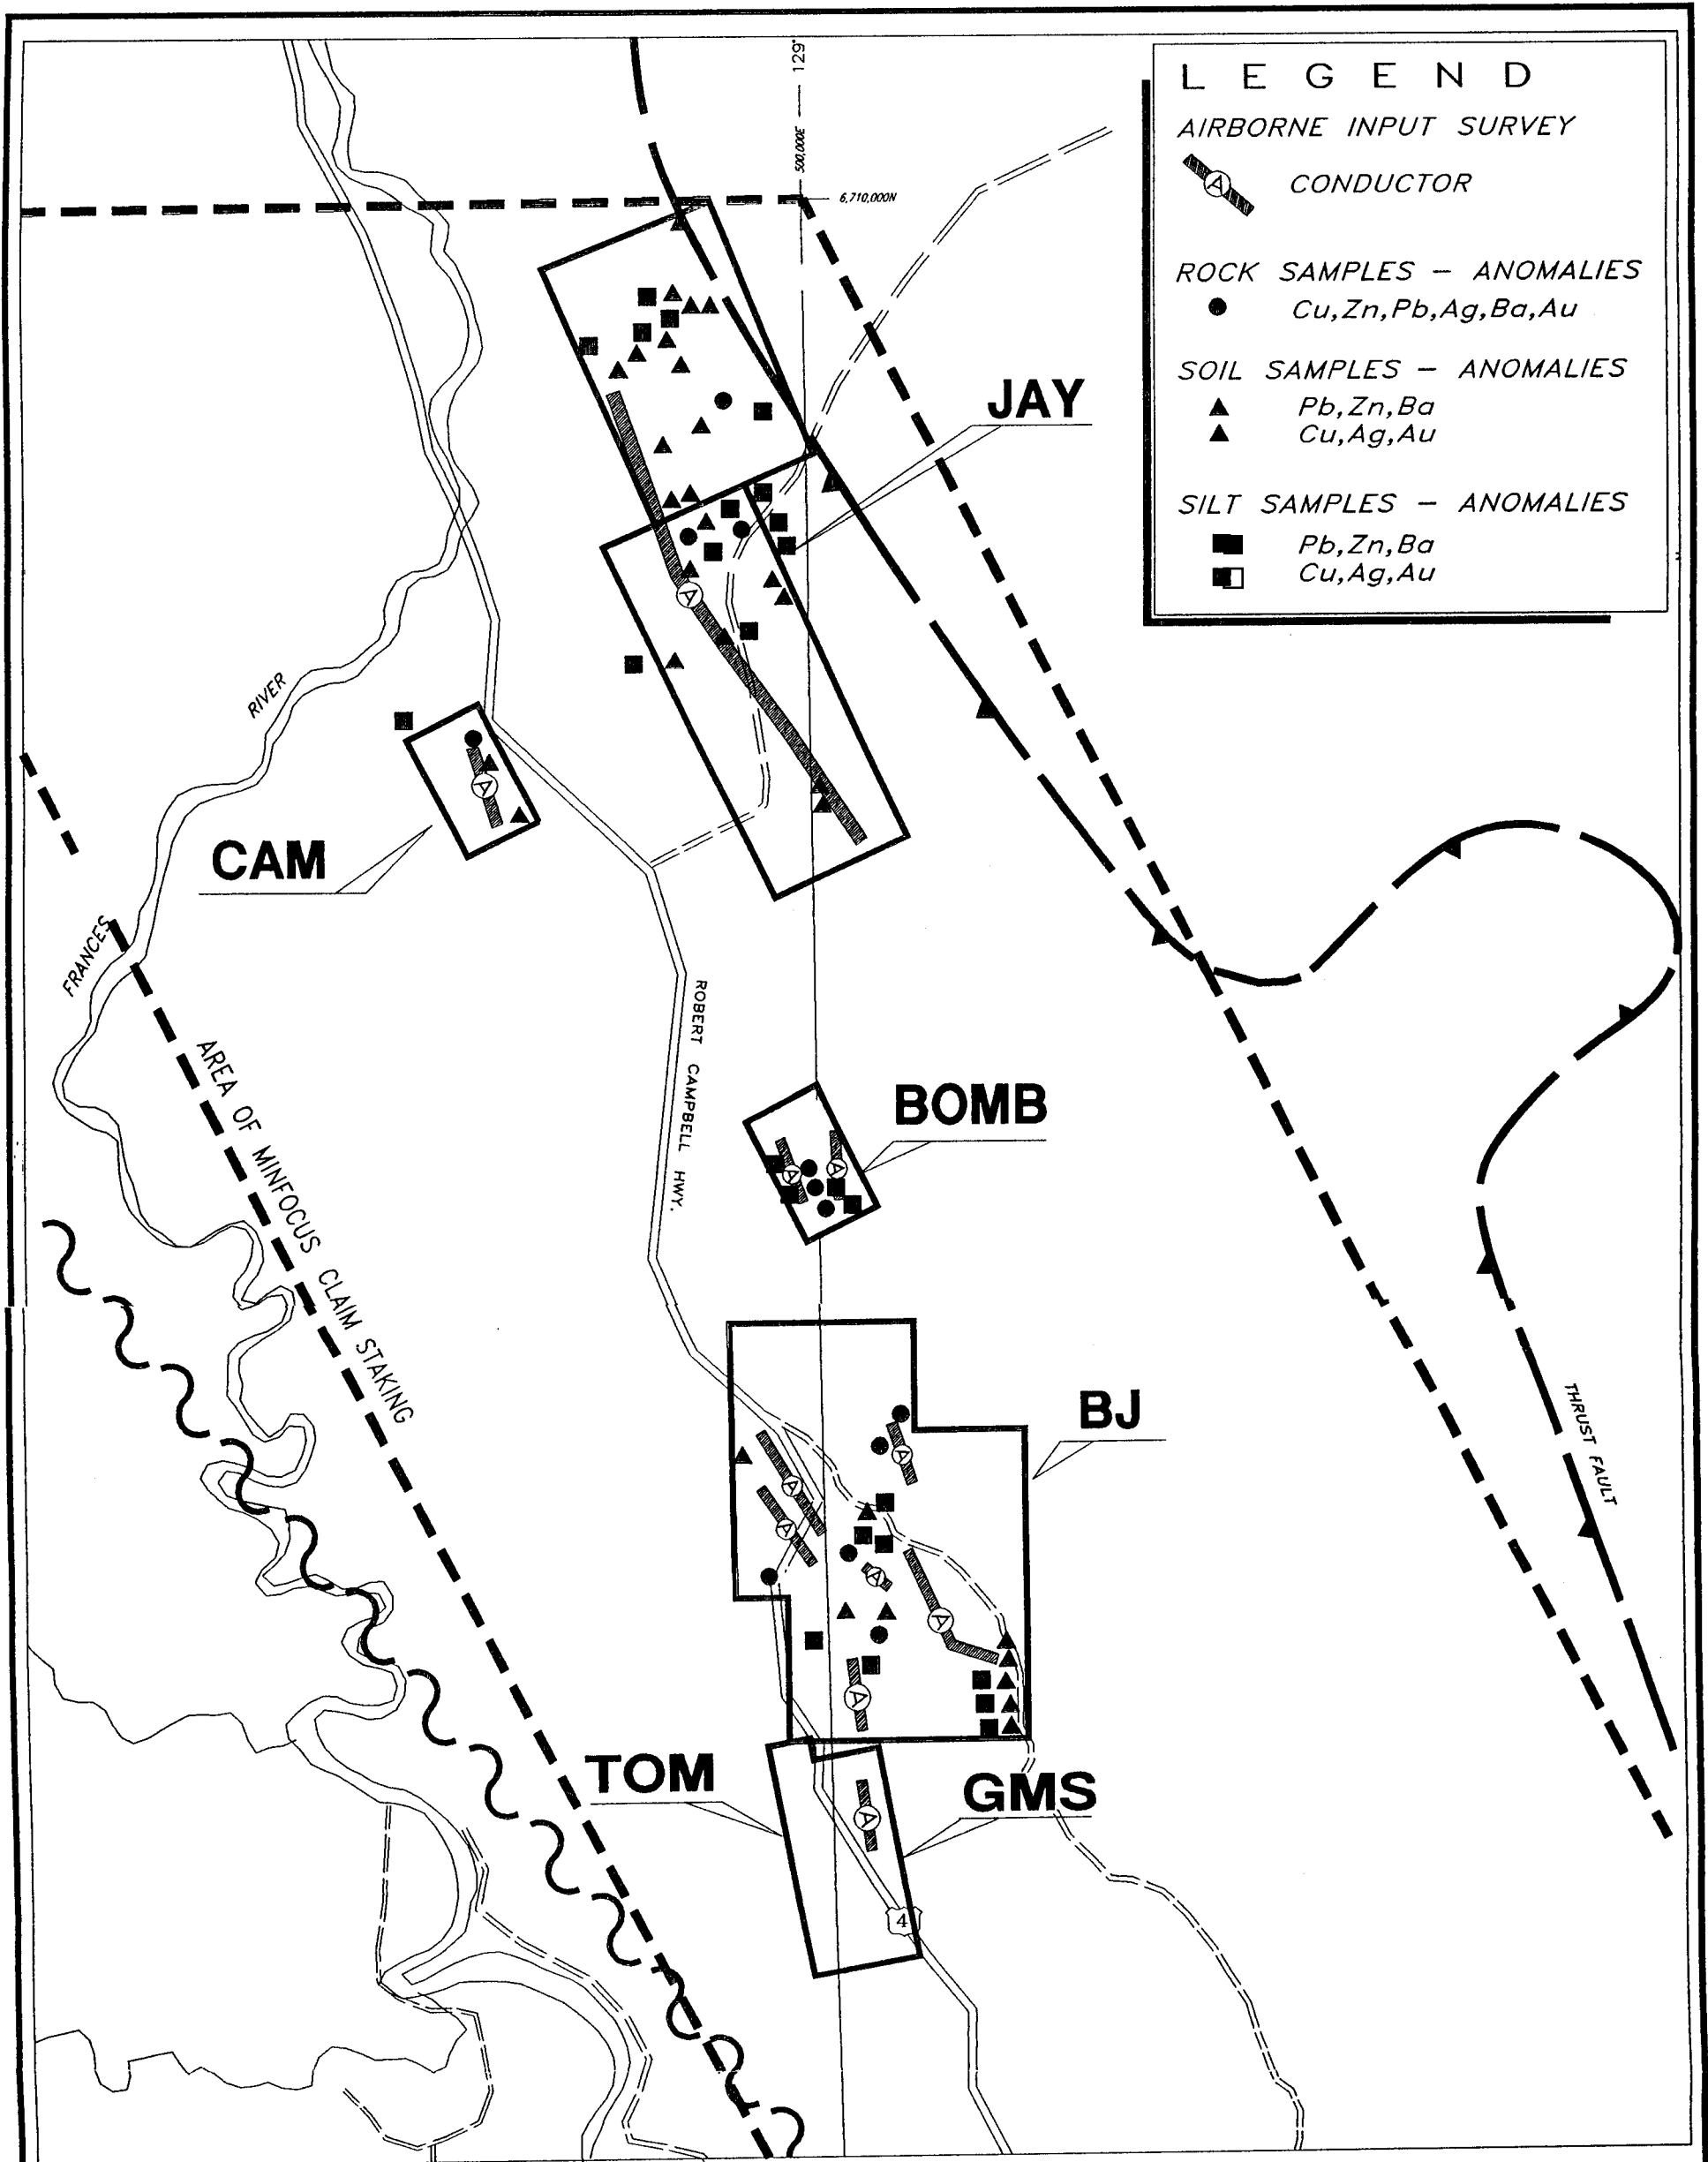 L E G E N D
AIRBORNE INPUT SURVEY
A CONDUCTOR
ROCK SAMPLES - ANOMALIES
Cu,Zn,Pb,Ag,Ba,Au
SOIL SAMPLES - ANOMALIES
Pb,Zn,Ba
Cu,Ag,Au
SILT SAMPLES - ANOMALIES
Pb,Zn,Ba
Cu,Ag,Au
129°
500,000E
6,710,000N
JAY
A
RIVER
A
CAM
FRANCES
ROBERT CAMPBELL HWY.
AREA OF MINFOCUS CLAIM STAKING
BOMB
A
A
BJ
A
A
A
A
A
A
THRUST FAULT
TOM
GMS
A
4